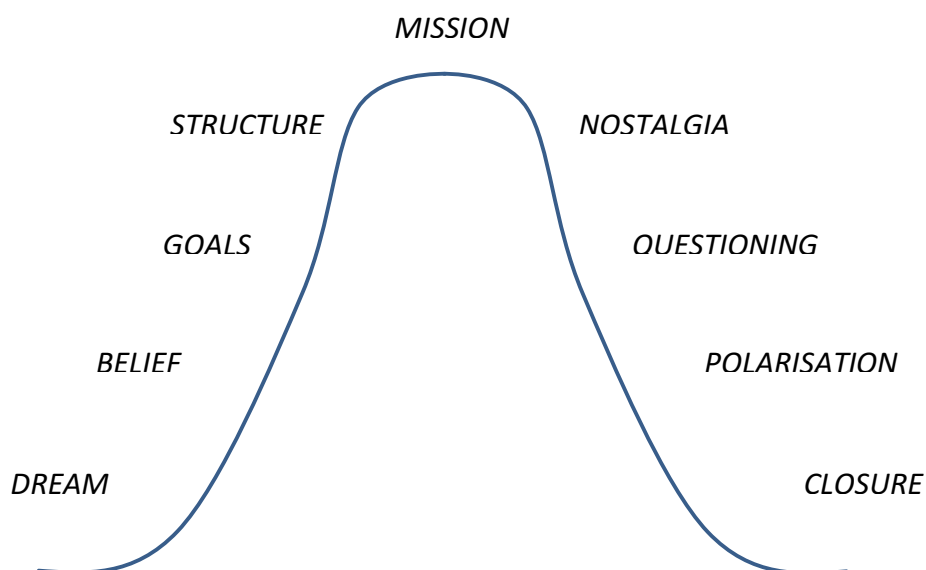 MISSION
STRUCTURE
NOSTALGIA
GOALS
QUESTIONING
BELIEF
POLARISATION
DREAM
CLOSURE